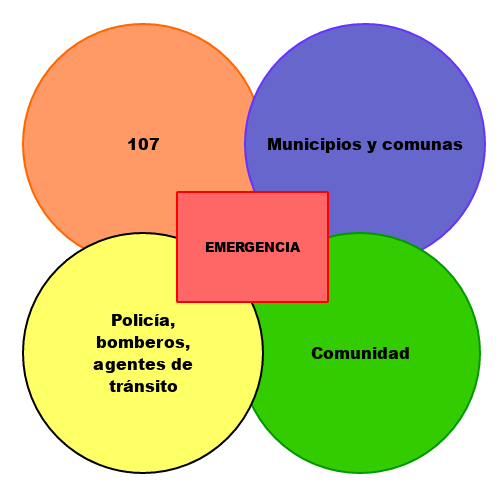 107
Municipios y comunas
EMERGENCIA
Policía,
bomberos,
agentes de
tránsito
Comunidad